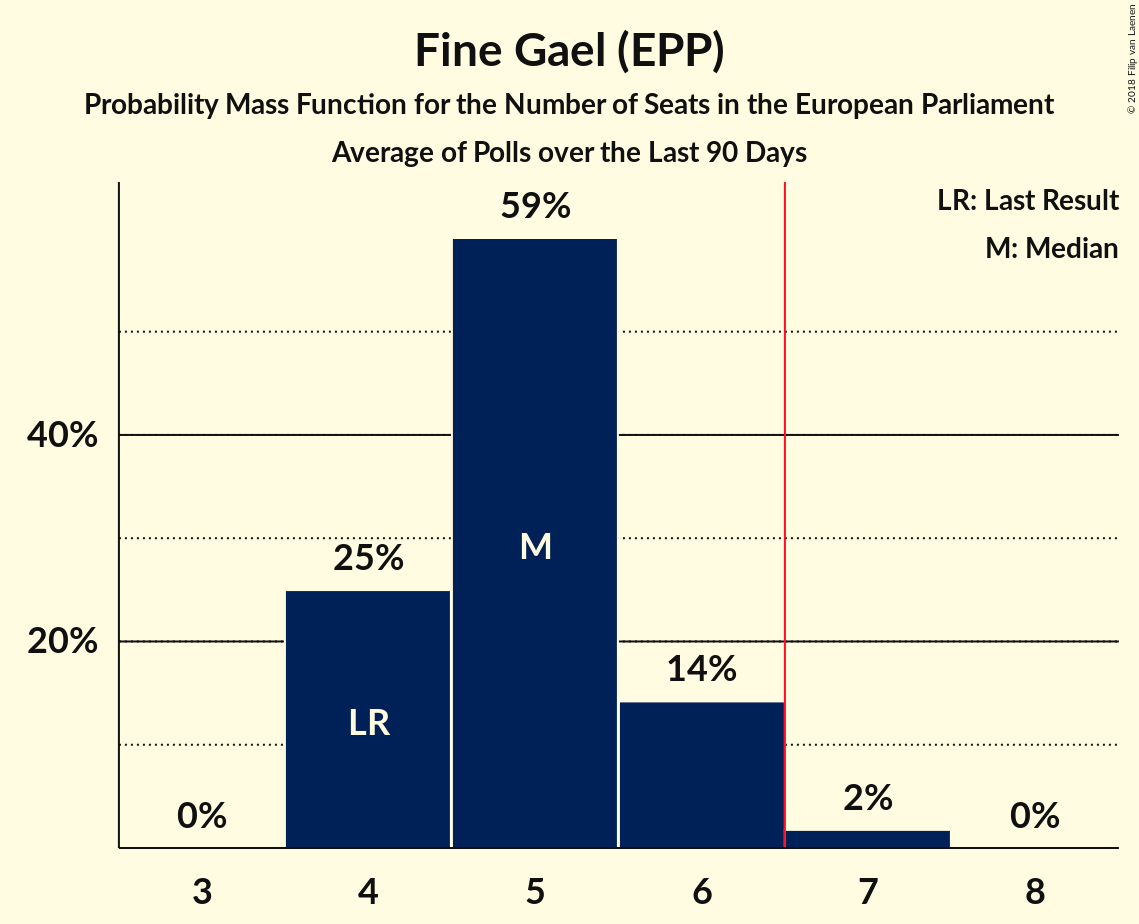 Fine Gael (EPP)
Probability Mass Function for the Number of Seats in the European Parliament
Average of Polls over the Last 90 Days
© 2018 Filip van Laenen
LR: Last Result
M: Median
59%
40%
M
25%
20%
14%
LR
2%
0%
0%
3 4 5 6 7 8